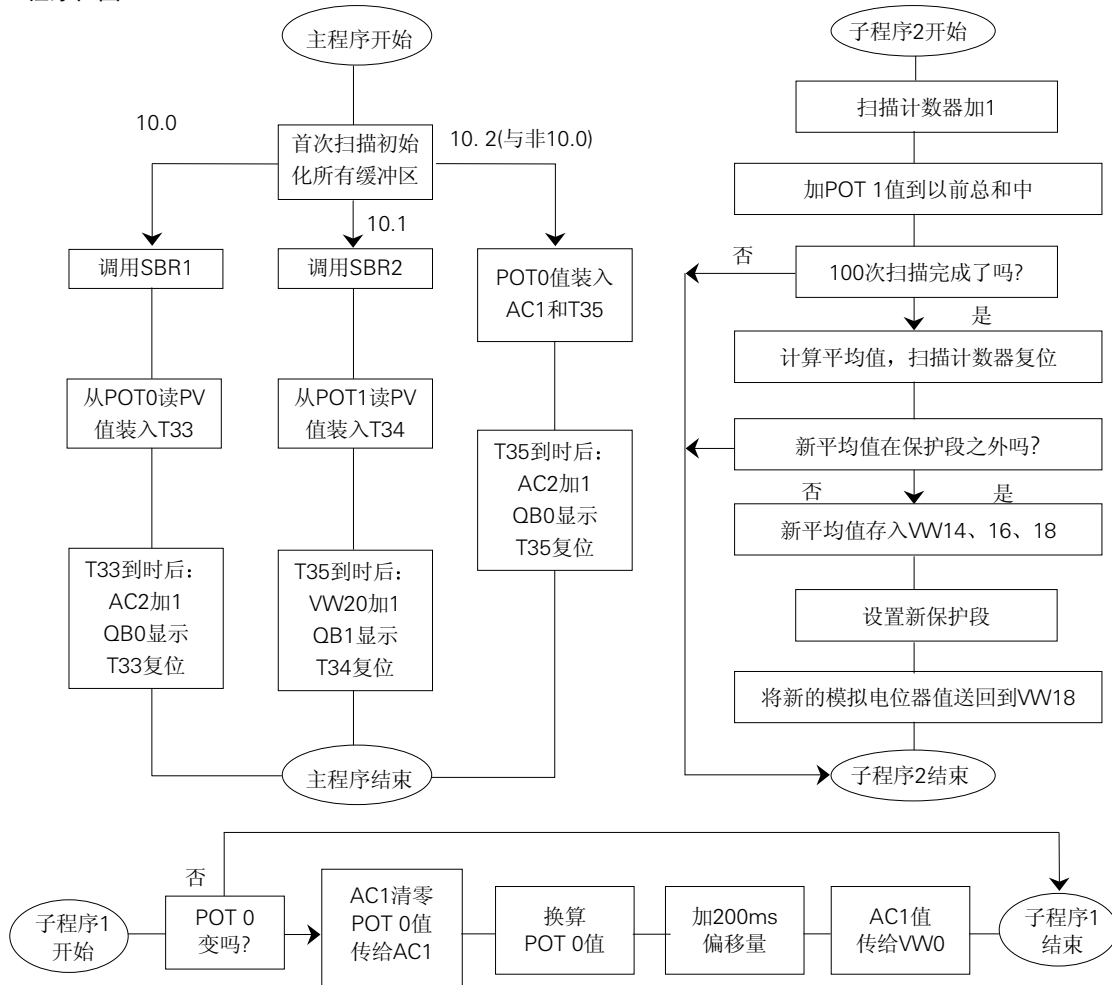 主程序开始
10.0
首次扫描初始
化所有缓冲区
10. 2(与非10.0)
10.1
调用SBR1
调用SBR2
POT0值装入
AC1和T35
从POT0读PV
值装入T33
从POT1读PV
值装入T34
T35到时后：
AC2加1
QB0显示
T35复位
T33到时后：
AC2加1
QB0显示
T33复位
T35到时后：
VW20加1
QB1显示
T34复位
主程序结束
子程序2开始
扫描计数器加1
加POT 1值到以前总和中
否
100次扫描完成了吗?
是
计算平均值，扫描计数器复位
新平均值在保护段之外吗?
否
是
新平均值存入VW14、16、18
设置新保护段
将新的模拟电位器值送回到VW18
子程序2结束
否
子程序1
开始
POT 0
变吗?
AC1清零
POT 0值
传给AC1
换算
POT 0值
加200ms
偏移量
AC1值
传给VW0
子程序1
结束